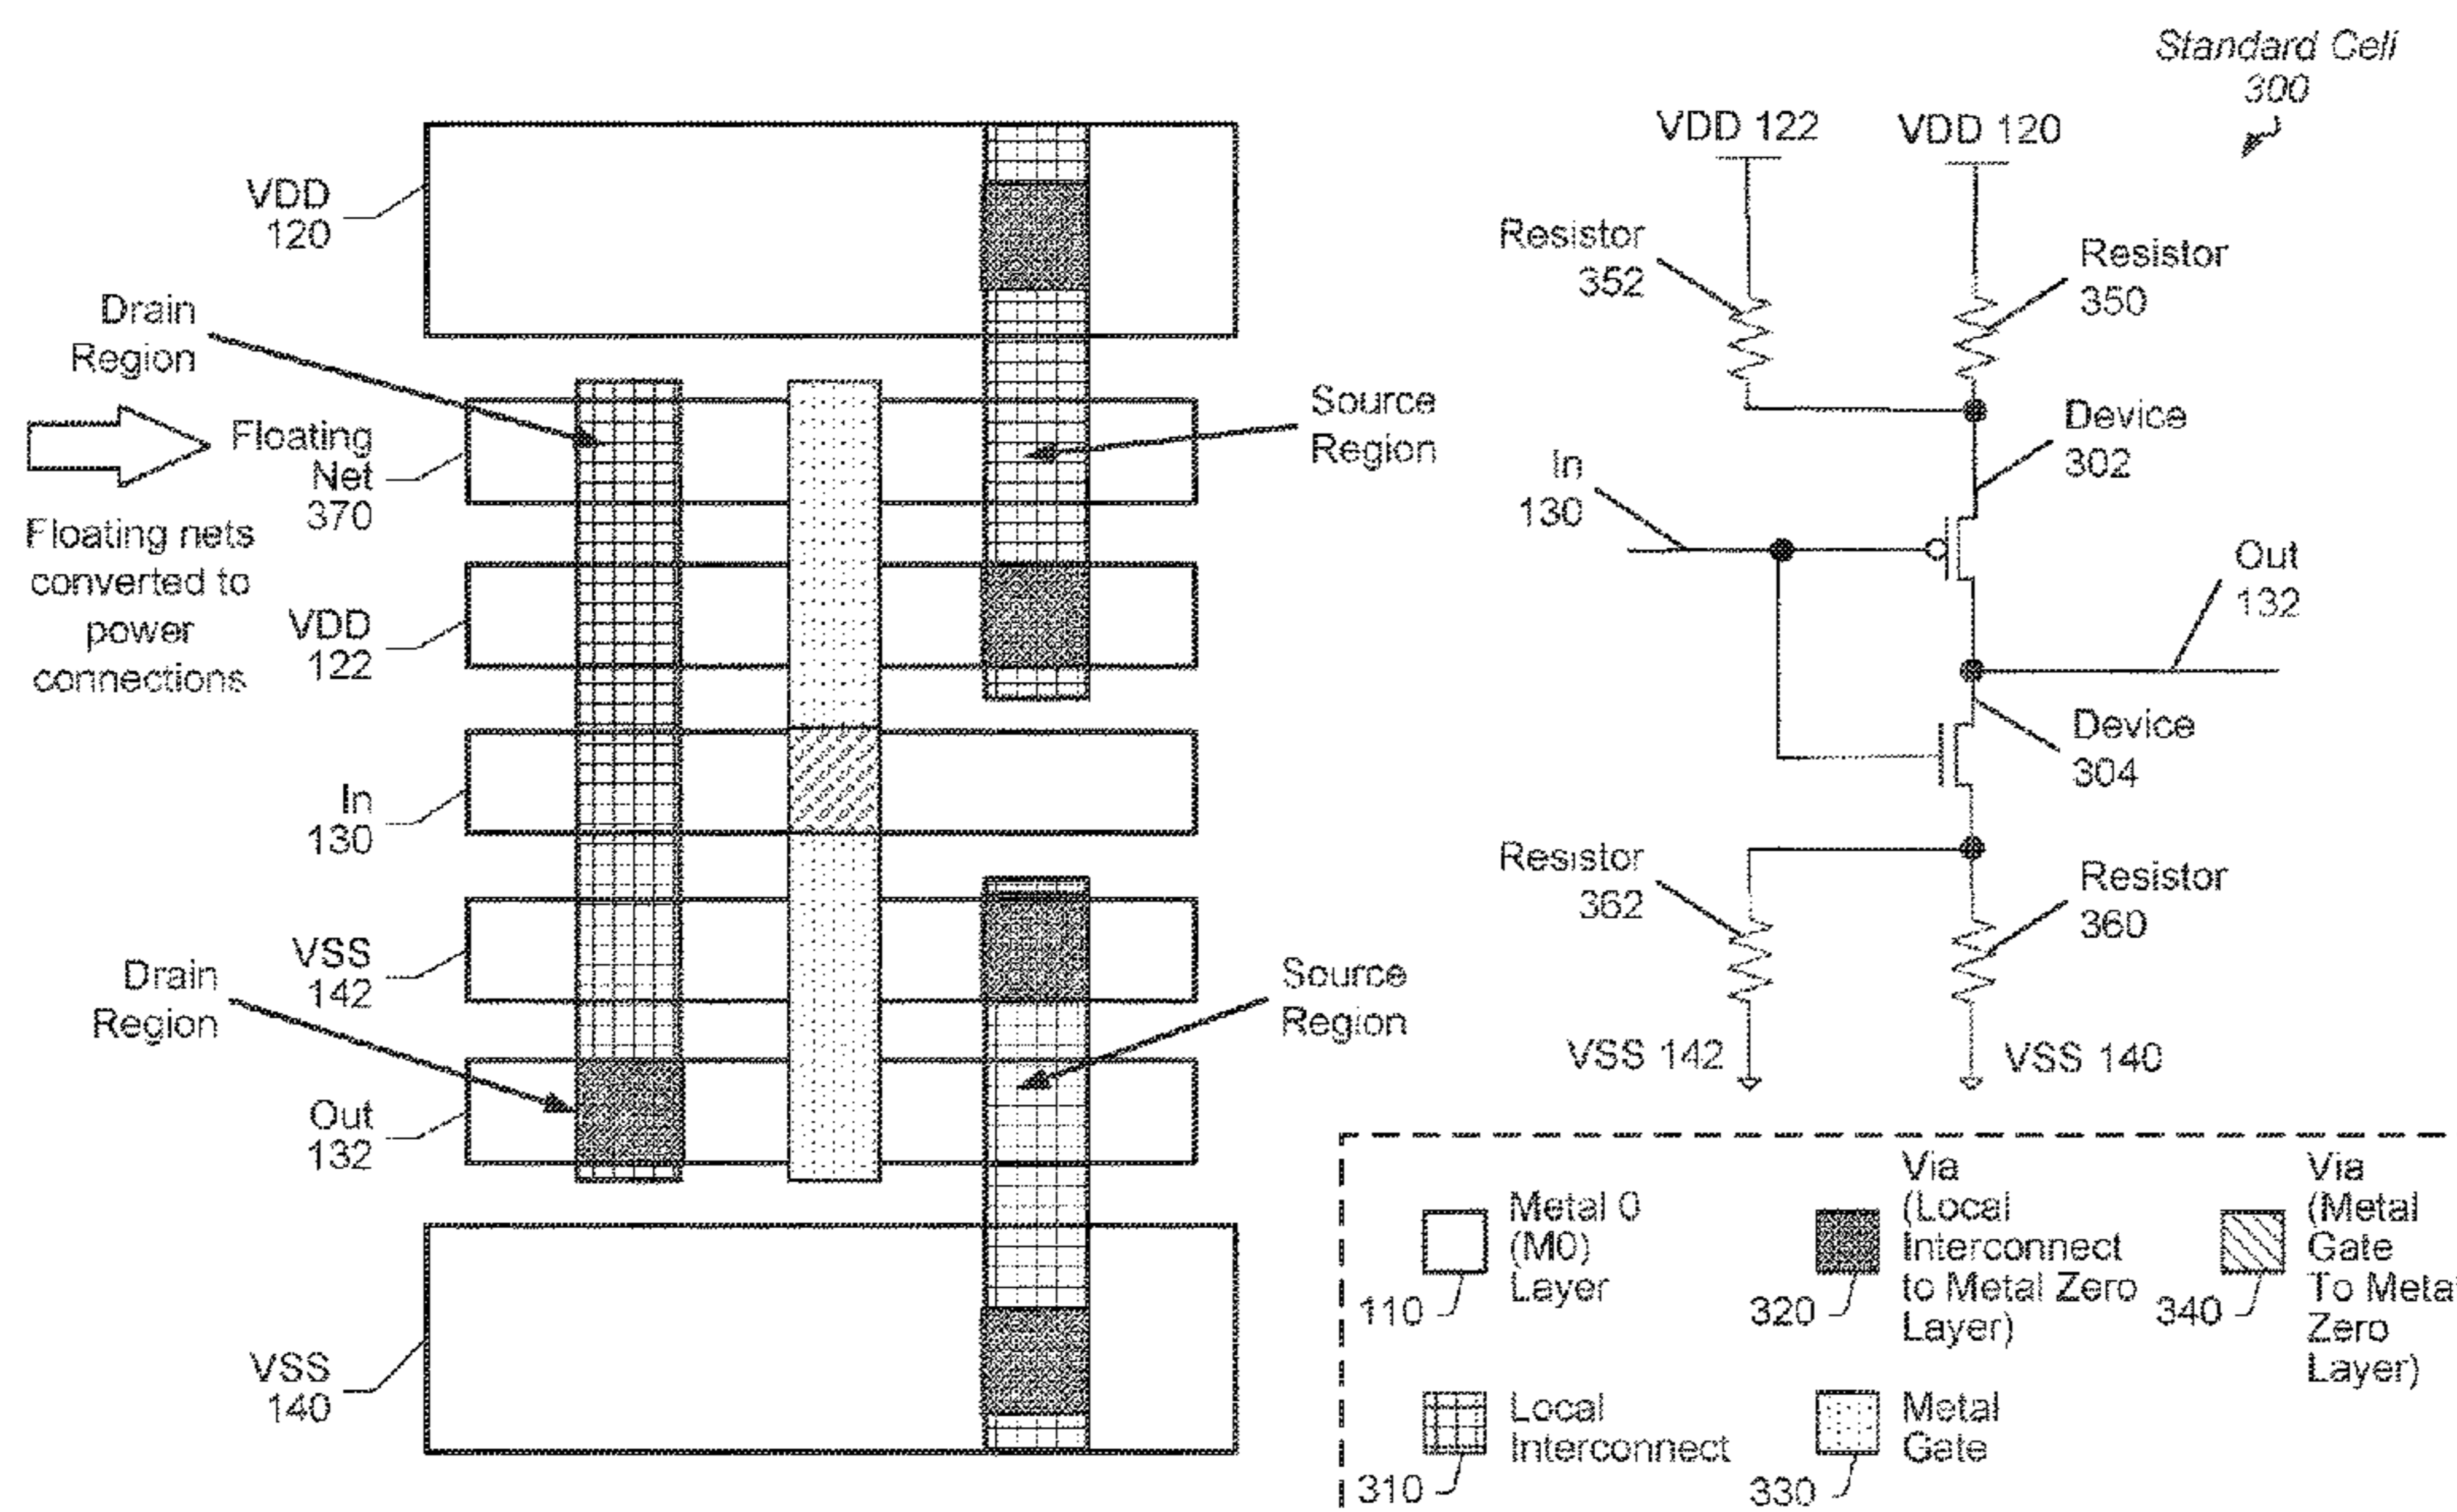 Standard Cell
300
VDD 122
VDD 120
VDD
120
Resistor
352
Resistor
350
Drain
Region
Source
Region
Device
302
Floating
Net
370
In
130
Out
132
Floating nets
converted to
power
connections
VDD
122
Device
304
In
130
Resistor
362
Resistor
360
VSS
142
Drain
Region
Source
Region
VSS 142
VSS 140
Out
132
VSS
140
Metal 0
(M0)
Layer
110
Via
(Local
Interconnect
to Metal Zero
Layer)
320
Via
(Metal
Gate
To Metal
Zero
Layer)
340
Local
Interconnect
310
Metal
Gate
330